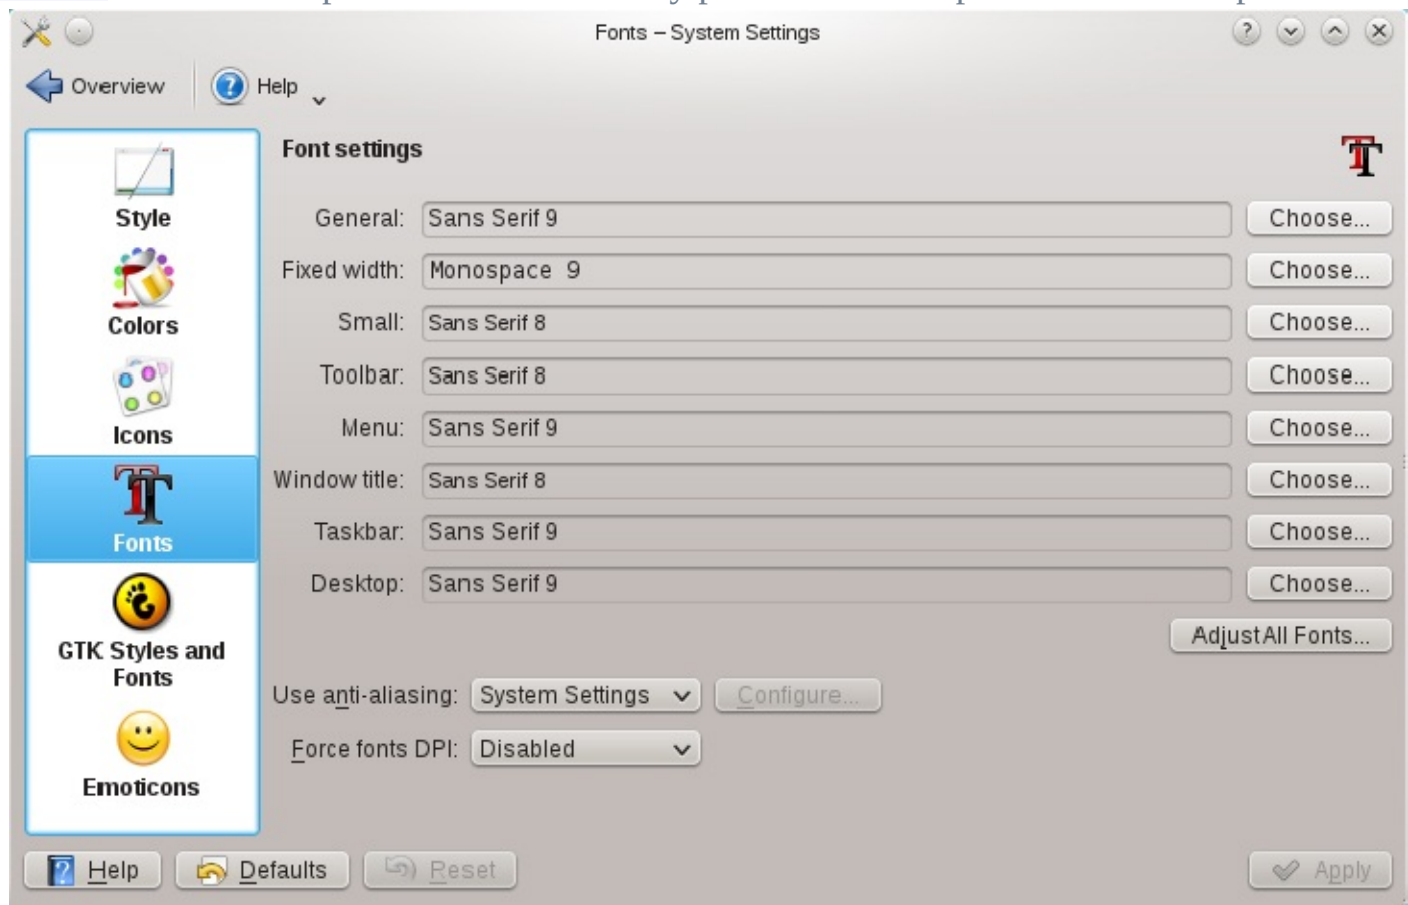 Fonts – System Settings
Overview
Help
Style
Colors
Icons
Fonts
GTK Styles and
Fonts
Emoticons
Font settings
General: Sans Serif 9 Choose...
Fixed width: Monospace 9 Choose...
Small: Sans Serif 8 Choose...
Toolbar: Sans Serif 8 Choose...
Menu: Sans Serif 9 Choose...
Window title: Sans Serif 8 Choose...
Taskbar: Sans Serif 9 Choose...
Desktop: Sans Serif 9 Choose...
Adjust All Fonts...
Use anti-aliasing: System Settings Configure...
Force fonts DPI: Disabled
Help Defaults Reset Apply